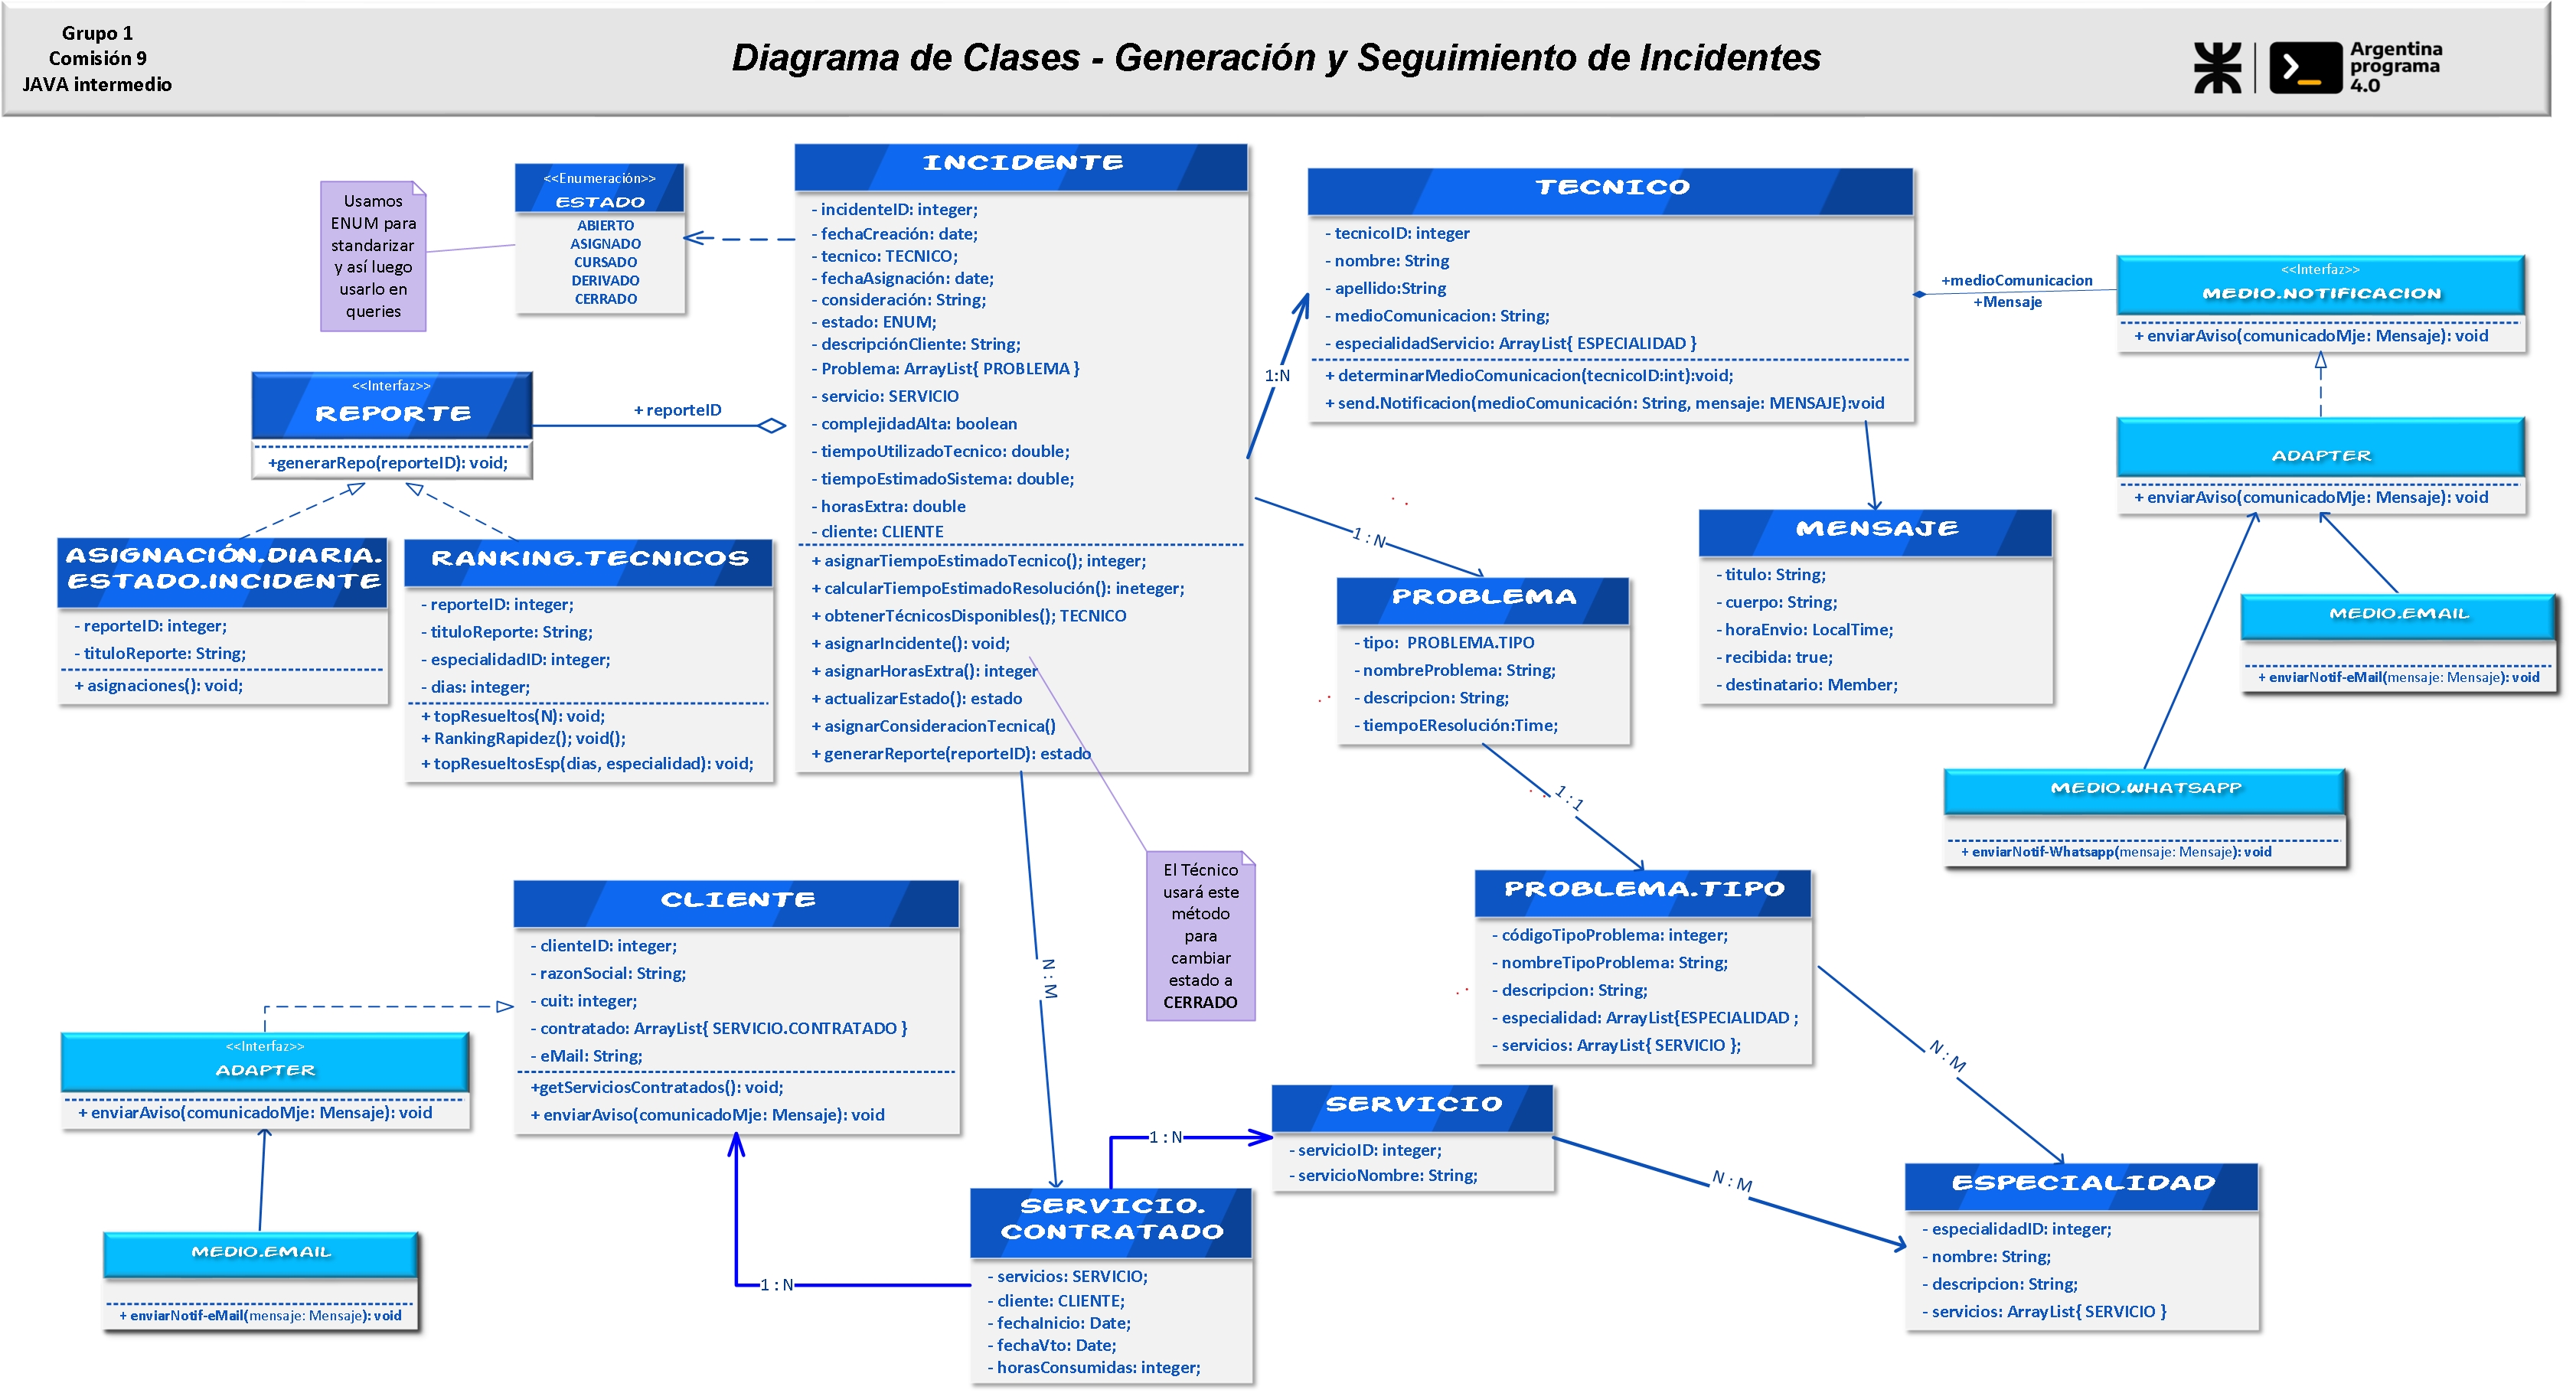 Grupo 1
Comisión 9
JAVA intermedio
Diagrama de Clases - Generación y Seguimiento de Incidentes
Argentina
programa
4.0
Usamos
ENUM para
standarizar
y así luego
usarlo en
queries
<<Enumeración>>
ESTADO
ABIERTO
ASIGNADO
CURSADO
DERIVADO
CERRADO
INCIDENTE
- incidenteID: integer;
- fechaCreación: date;
- tecnico: TECNICO;
- fechaAsignación: date;
- consideración: String;
- estado: ENUM;
- descripciónCliente: String;
- Problema: ArrayList{ PROBLEMA }
- servicio: SERVICIO
- complejidadAlta: boolean
- tiempoUtilizadoTecnico: double;
- tiempoEstimadoSistema: double;
- horasExtra: double
- cliente: CLIENTE
+ asignarTiempoEstimadoTecnico(); integer;
+ calcularTiempoEstimadoResolución(): ineteger;
+ obtenerTécnicosDisponibles(); TECNICO
+ asignarIncidente(): void;
+ asignarHorasExtra(): integer
+ actualizarEstado(): estado
+ asignarConsideracionTecnica()
+ generarReporte(reporteID): estado
TECNICO
- tecnicoID: integer
- nombre: String
- apellido:String
- medioComunicacion: String;
- especialidadServicio: ArrayList{ ESPECIALIDAD }
+ determinarMedioComunicacion(tecnicoID:int):void;
+ send.Notificacion(medioComunicación: String, mensaje: MENSAJE):void
+medioComunicacion
+Mensaje
<<Interfaz>>
MEDIO.NOTIFICACION
+ enviarAviso(comunicadoMje: Mensaje): void
ADAPTER
+ enviarAviso(comunicadoMje: Mensaje): void
<<Interfaz>>
REPORTE
+generarRepo(reporteID): void;
+ reporteID
1:N
ASIGNACIÓN.DIARIA.
ESTADO.INCIDENTE
- reporteID: integer;
- tituloReporte: String;
+ asignaciones(): void;
RANKING.TECNICOS
- reporteID: integer;
- tituloReporte: String;
- especialidadID: integer;
- dias: integer;
+ topResueltos(N): void;
+ RankingRapidez(); void();
+ topResueltosEsp(dias, especialidad): void;
1:N
PROBLEMA
- tipo: PROBLEMA.TIPO
- nombreProblema: String;
- descripcion: String;
- tiempoEResolución:Time;
MENSAJE
- titulo: String;
- cuerpo: String;
- horaEnvio: LocalTime;
- recibida: true;
- destinatario: Member;
MEDIO.EMAIL
+ enviarNotif-eMail(mensaje: Mensaje): void
MEDIO.WHATSAPP
+ enviarNotif-Whatsapp(mensaje: Mensaje): void
1:1
El Técnico
usará este
método
para
cambiar
estado a
CERRADO
PROBLEMA.TIPO
- códigoTipoProblema: integer;
- nombreTipoProblema: String;
- descripcion: String;
- especialidad: ArrayList{ESPECIALIDAD ;
- servicios: ArrayList{ SERVICIO };
CLIENTE
- clienteID: integer;
- razonSocial: String;
- cuit: integer;
- contratado: ArrayList{ SERVICIO.CONTRATADO }
- eMail: String;
+getServiciosContratados(): void;
+ enviarAviso(comunicadoMje: Mensaje): void
N:M
<<Interfaz>>
ADAPTER
+ enviarAviso(comunicadoMje: Mensaje): void
MEDIO.EMAIL
+ enviarNotif-eMail(mensaje: Mensaje): void
1:N
1:N
SERVICIO
- servicioID: integer;
- servicioNombre: String;
N:M
N:M
SERVICIO.
CONTRATADO
- servicios: SERVICIO;
- cliente: CLIENTE;
- fechaInicio: Date;
- fechaVto: Date;
- horasConsumidas: integer;
ESPECIALIDAD
- especialidadID: integer;
- nombre: String;
- descripcion: String;
- servicios: ArrayList{ SERVICIO }